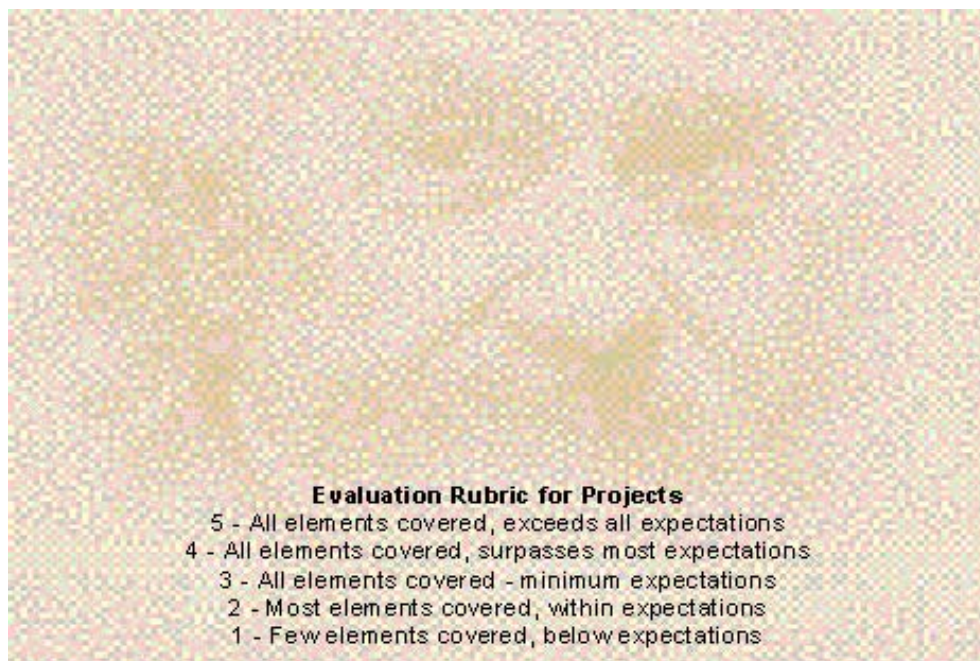 Evaluation Rubric for Projects
5 - All elements covered, exceeds all expectations
4 - All elements covered, surpasses most expectations
3 - All elements covered - minimum expectations
2 - Most elements covered, within expectations
1 - Few elements covered, below expectations